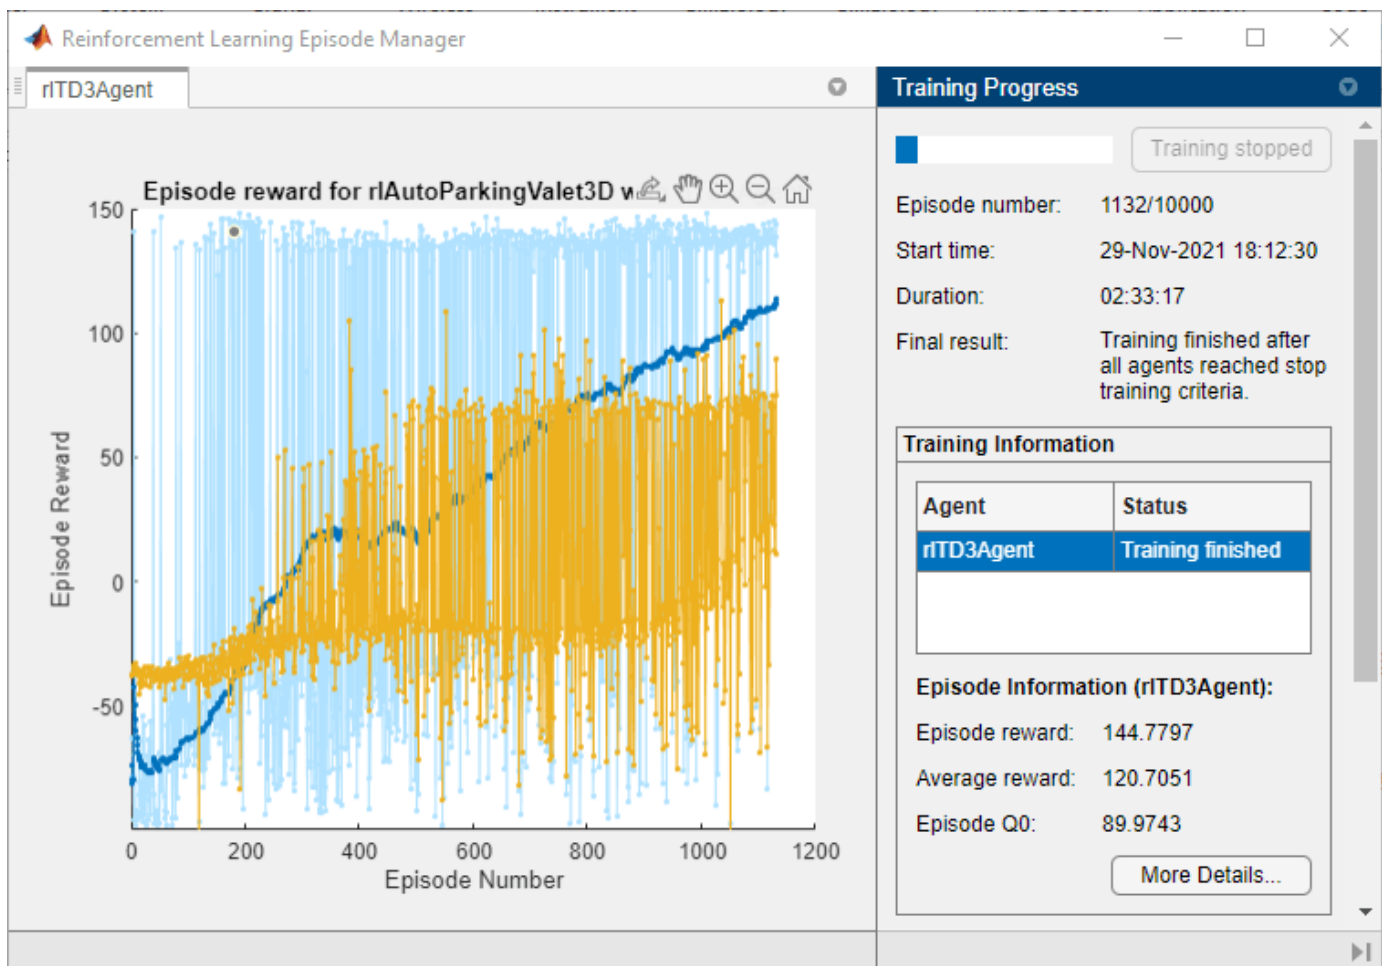 Reinforcement Learning Episode Manager
rlTD3Agent
Episode reward for rlAutoParkingValet3D w
150
100
50
0
-50
Episode Reward
0 200 400 600 800 1000 1200
Episode Number
Training Progress
Training stopped
Episode number: 1132/10000
Start time: 29-Nov-2021 18:12:30
Duration: 02:33:17
Final result: Training finished after
all agents reached stop
training criteria.
Training Information
Agent Status
rlTD3Agent Training finished
Episode Information (rlTD3Agent):
Episode reward: 144.7797
Average reward: 120.7051
Episode Q0: 89.9743
More Details...